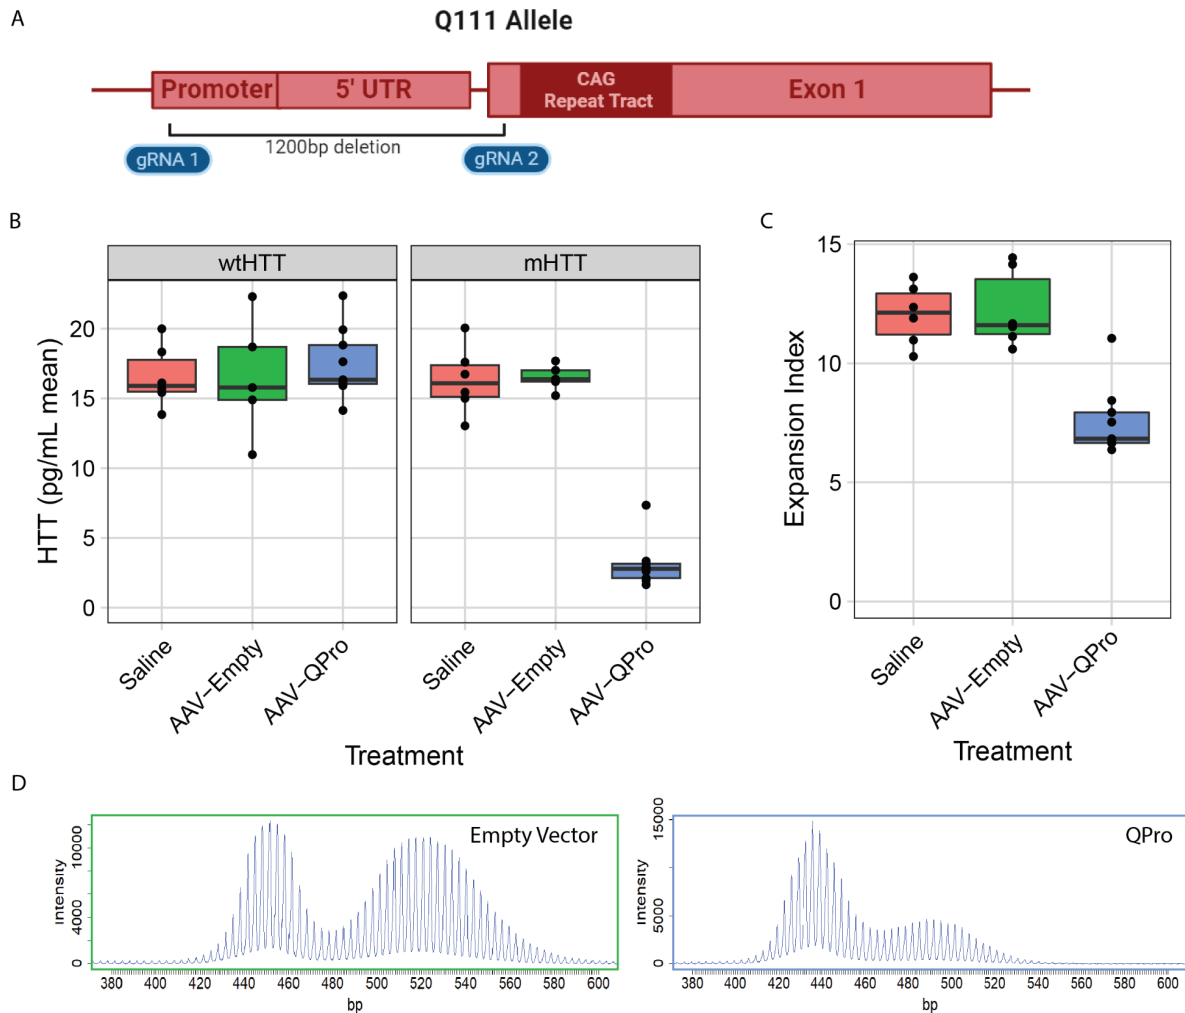 A
Q111 Allele
Promoter
5' UTR
CAG
Repeat Tract
Exon 1
1200bp deletion
gRNA 1
gRNA 2
B
wtHTT
mHTT
HTT (pg/mL mean)
20
15
10
5
0
Saline
AAV-Empty
AAV-QPro
Saline
AAV-Empty
AAV-QPro
Treatment
C
Expansion Index
15
10
5
0
Saline
AAV-Empty
AAV-QPro
Treatment
D
Empty Vector
Intensity
10000
4000
0
380 400 420 440 460 480 500 520 540 560 580 600
bp
QPro
Intensity
15000
5000
0
380 400 420 440 460 480 500 520 540 560 580 600
bp